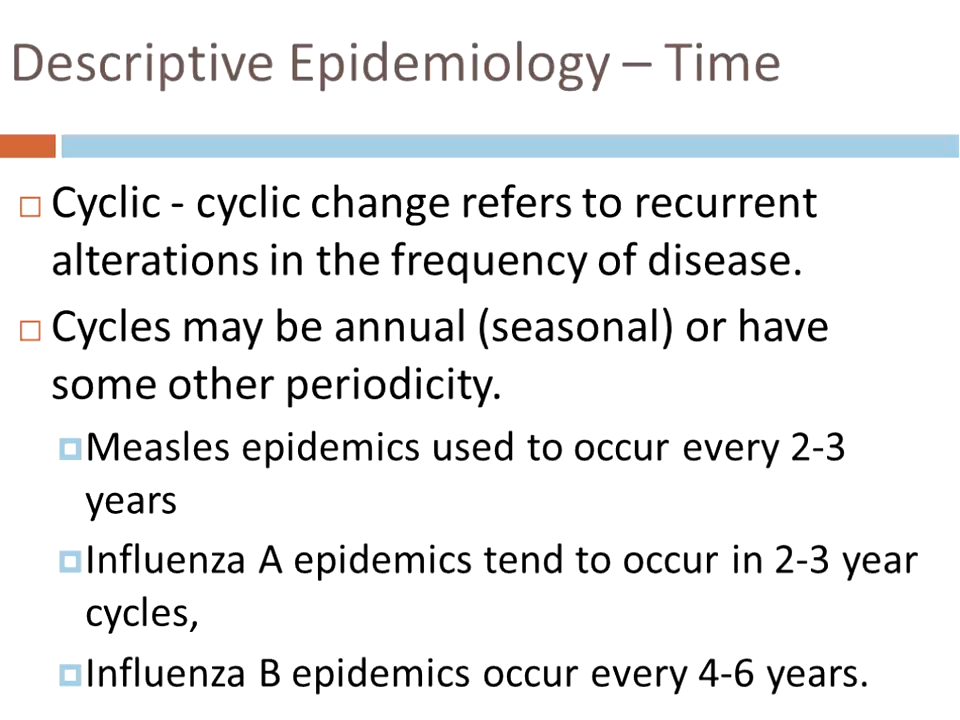 Descriptive Epidemiology – Time
Cyclic - cyclic change refers to recurrent
alterations in the frequency of disease.
Cycles may be annual (seasonal) or have
some other periodicity.
Measles epidemics used to occur every 2-3
years
Influenza A epidemics tend to occur in 2-3 year
cycles,
Influenza B epidemics occur every 4-6 years.